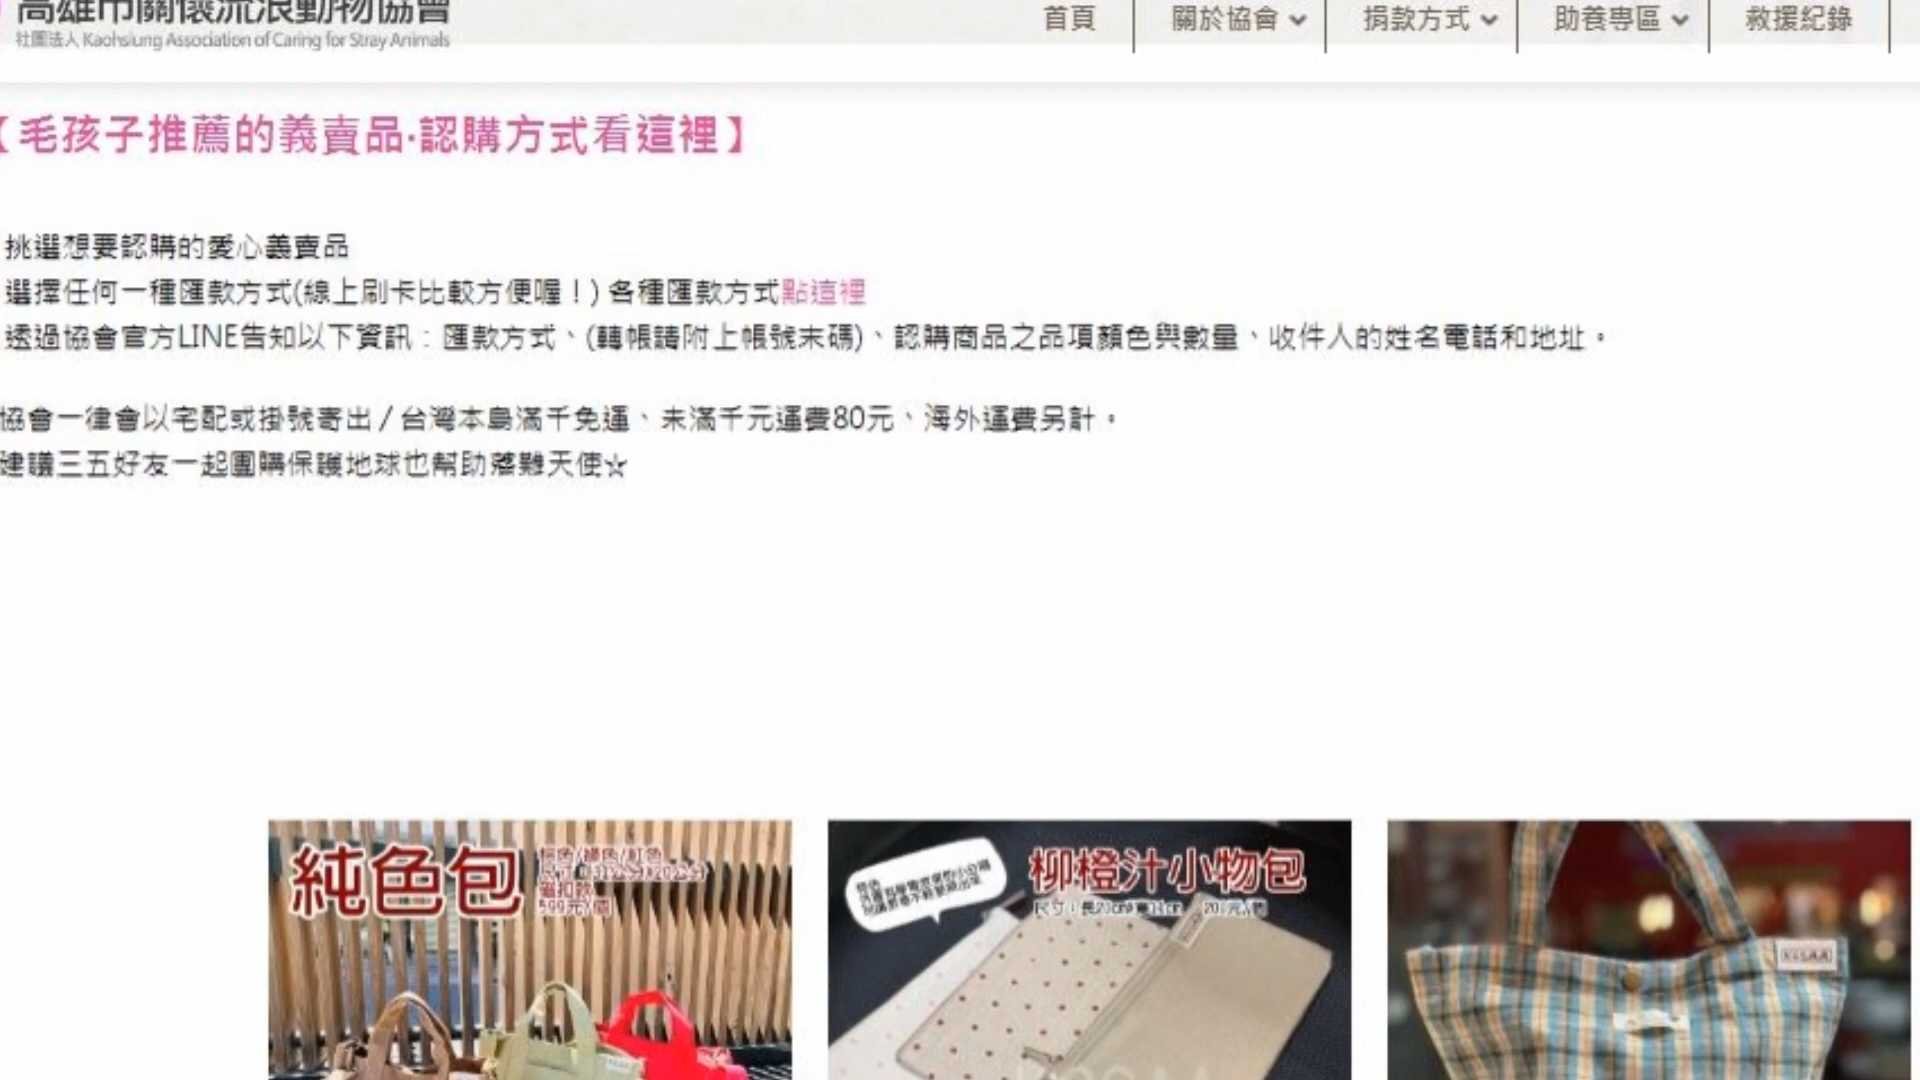 高雄市關懷流浪動物協會
社團法人 Kaohsiung Association of Caring for Stray Animals
首頁 關於協會 捐款方式 助養專區 救援紀錄
【毛孩子推薦的義賣品‧認購方式看這裡】
挑選想要認購的愛心義賣品
選擇任何一種匯款方式(線上刷卡比較方便喔！) 各種匯款方式點這裡
透過協會官方LINE告知以下資訊：匯款方式、(轉帳請附上帳號末碼)、認購商品之品項顏色與數量、收件人的姓名電話和地址。
協會一律會以宅配或掛號寄出 / 台灣本島滿千免運、未滿千元運費80元、海外運費另計。
建議三五好友一起團購保護地球也幫助落難天使☆
純色包
599元/個
柳橙汁小物包
KCSAA